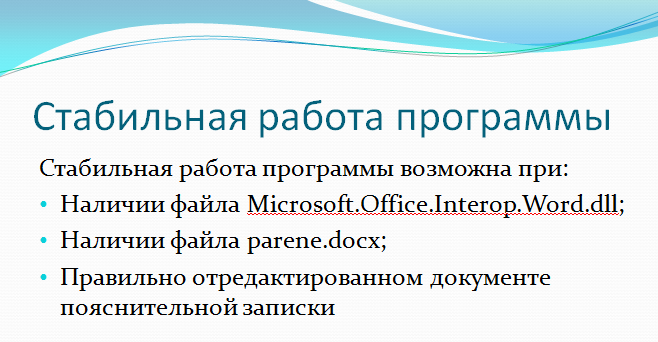 Стабильная работа программы
Стабильная работа программы возможна при:
• Наличии файла Microsoft.Office.Interop.Word.dll;
• Наличии файла parene.docx;
• Правильно отредактированном документе
пояснительной записки